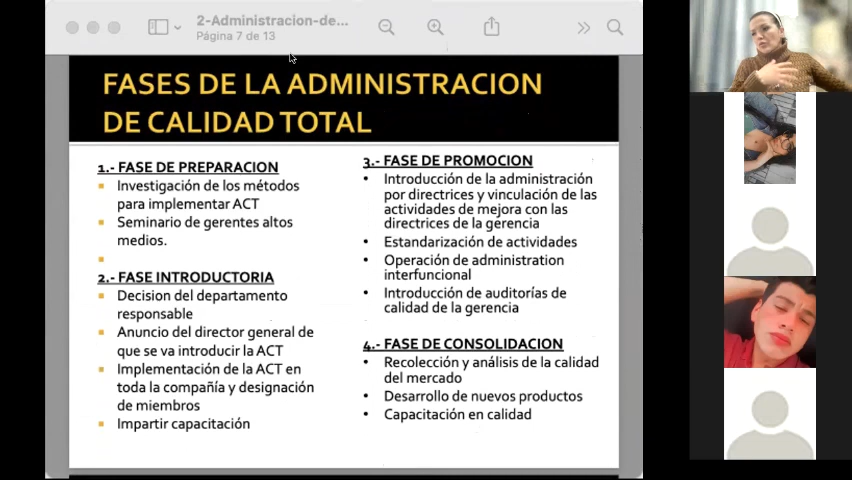 2-Administracion-de...
Página 7 de 13
FASES DE LA ADMINISTRACION
DE CALIDAD TOTAL
1.- FASE DE PREPARACION
Investigación de los métodos
para implementar ACT
Seminario de gerentes altos
medios.
2.- FASE INTRODUCTORIA
Decision del departamento
responsable
Anuncio del director general de
que se va introducir la ACT
Implementación de la ACT en
toda la compañía y designación
de miembros
Impartir capacitación
3.- FASE DE PROMOCION
Introducción de la administración
por directrices y vinculación de las
actividades de mejora con las
directrices de la gerencia
Estandarización de actividades
Operación de administration
interfuncional
Introducción de auditorías de
calidad de la gerencia
4.- FASE DE CONSOLIDACION
Recolección y análisis de la calidad
del mercado
Desarrollo de nuevos productos
Capacitación en calidad